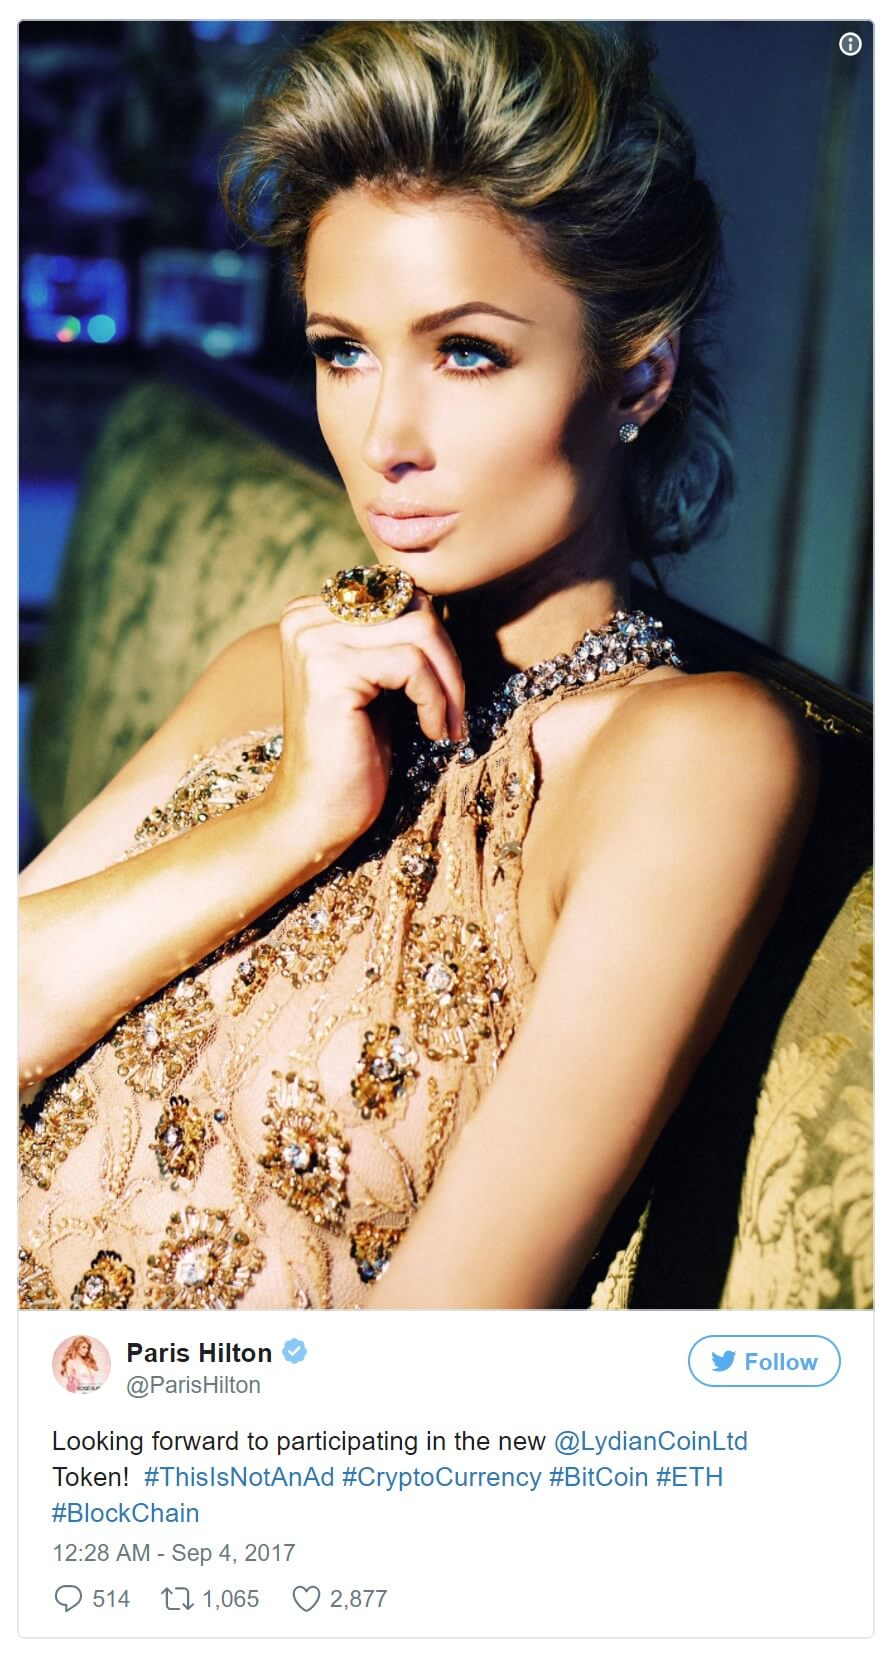 Paris Hilton
@ParisHilton
Follow
Looking forward to participating in the new @LydianCoinLtd
Token! #ThisIsNotAnAd #CryptoCurrency #BitCoin #ETH
#BlockChain
12:28 AM - Sep 4, 2017
514 1,065 2,877